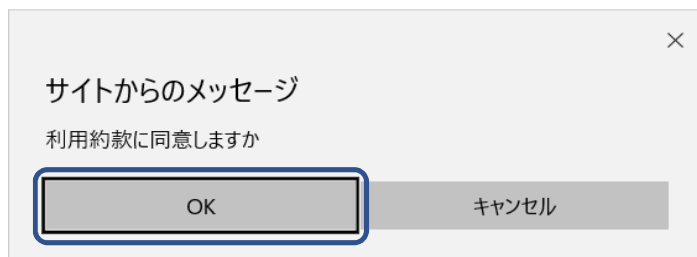 サイトからのメッセージ
利用約款に同意しますか
OK
キャンセル